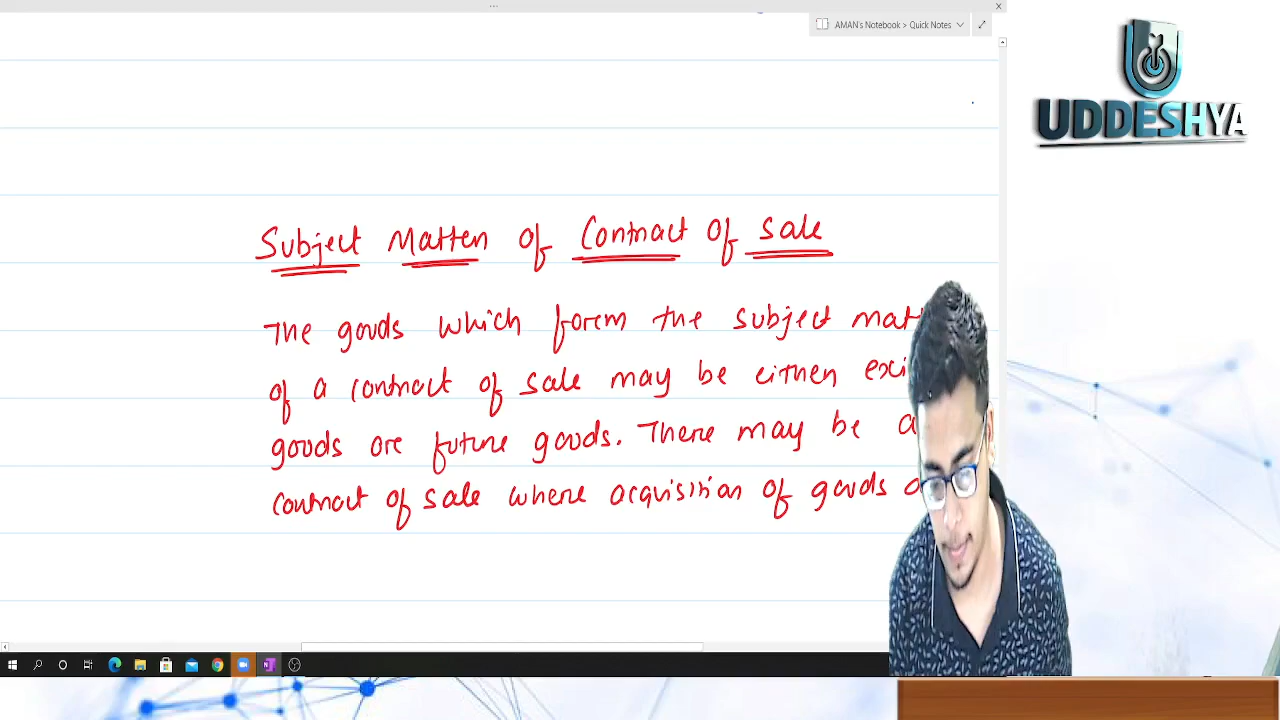 AMAN's Notebook > Quick Notes
UDDESHYA
Subject Matter of Contract of Sale
The goods which form the subject matt
of a contract of sale may be either exi
goods or future goods. There may be a
contract of sale where acquisition of goods